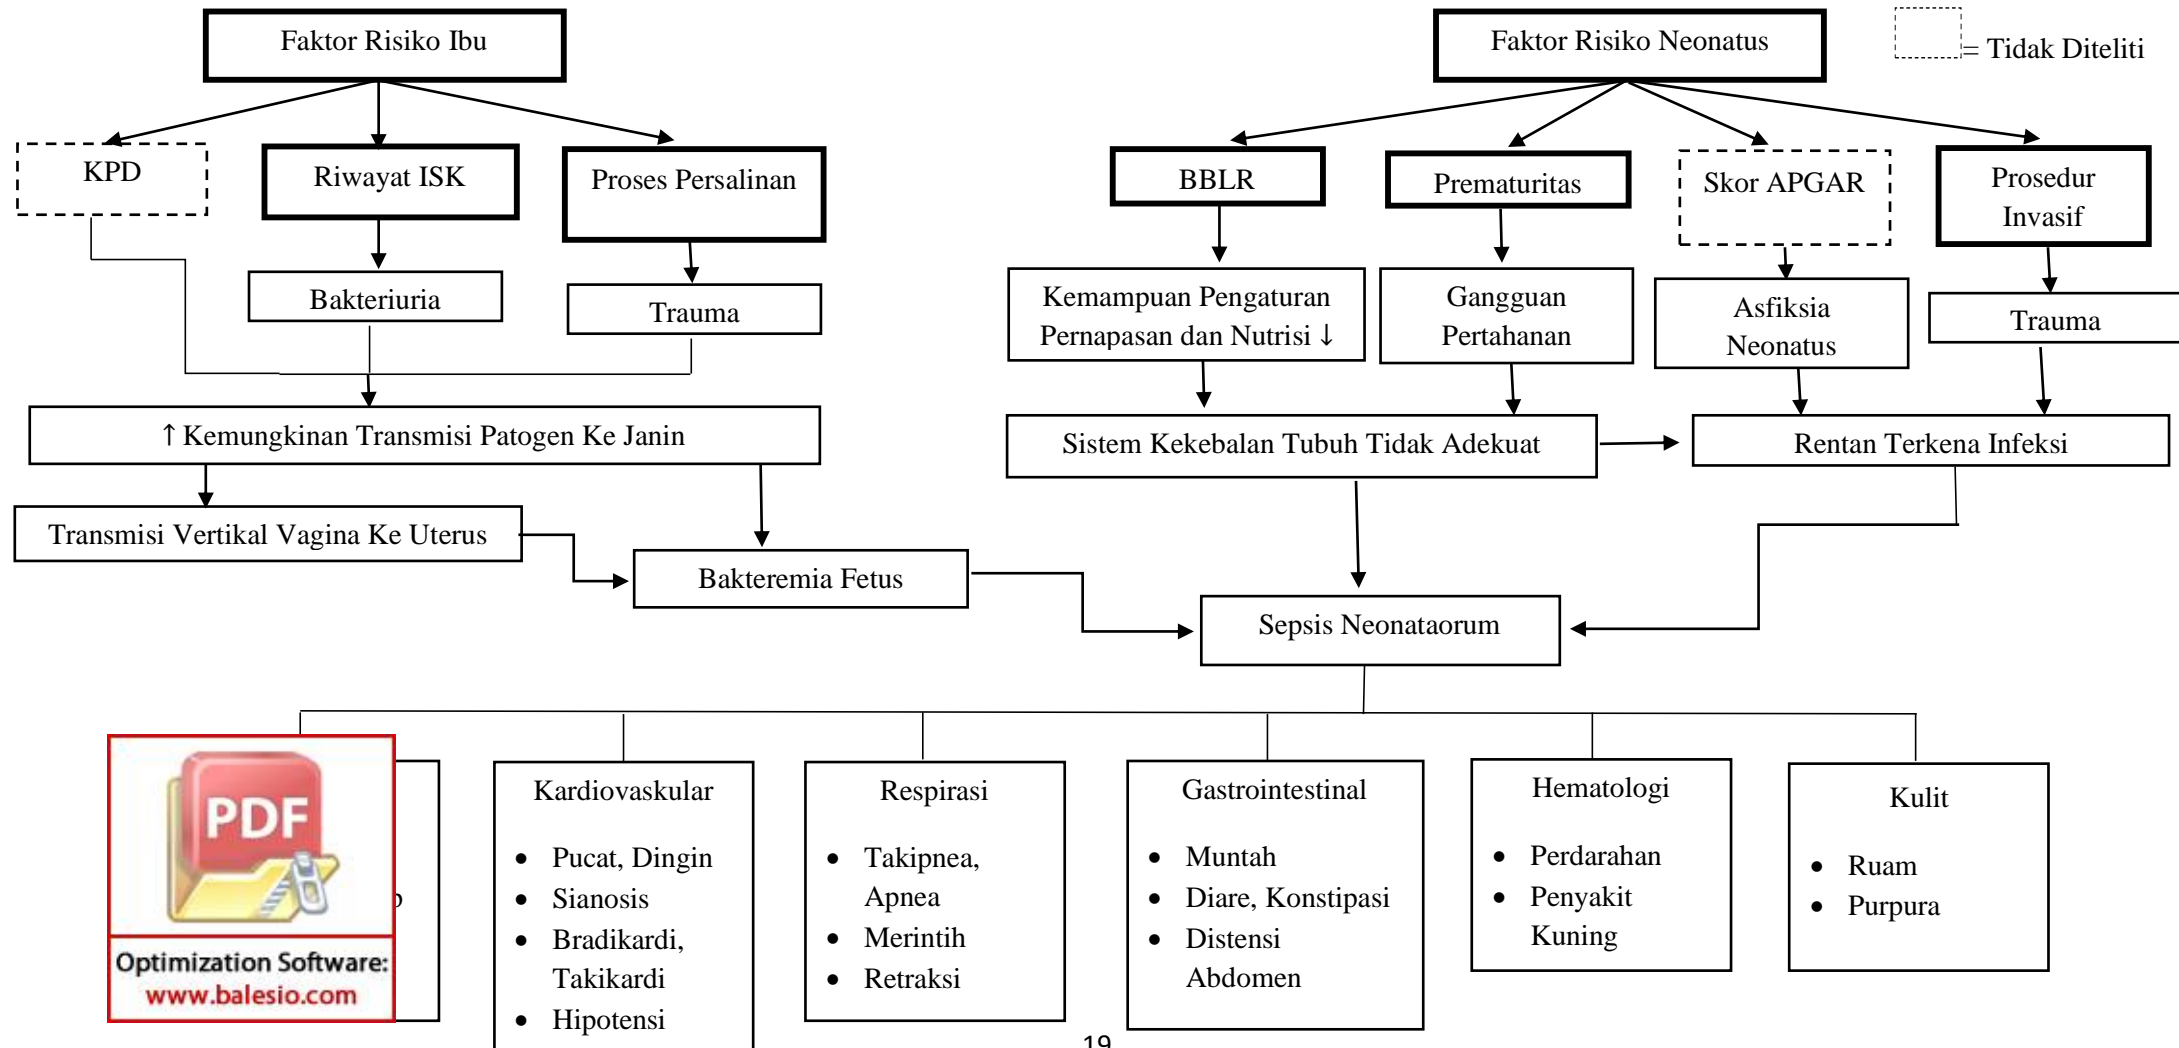 Faktor Risiko Ibu
Faktor Risiko Neonatus
= Tidak Diteliti
KPD
Riwayat ISK
Proses Persalinan
BBLR
Prematuritas
Skor APGAR
Prosedur
Invasif
Bakteriuria
Trauma
Kemampuan Pengaturan
Pernapasan dan Nutrisi ↓
Gangguan
Pertahanan
Asfiksia
Neonatus
Trauma
↑ Kemungkinan Transmisi Patogen Ke Janin
Sistem Kekebalan Tubuh Tidak Adekuat
Rentan Terkena Infeksi
Transmisi Vertikal Vagina Ke Uterus
Bakteremia Fetus
Sepsis Neonataorum
PDF
Optimization Software:
www.balesio.com
Kardiovaskular
• Pucat, Dingin
• Sianosis
• Bradikardi,
Takikardi
• Hipotensi
Respirasi
• Takipnea,
Apnea
• Merintih
• Retraksi
Gastrointestinal
• Muntah
• Diare, Konstipasi
• Distensi
Abdomen
Hematologi
• Perdarahan
• Penyakit
Kuning
Kulit
• Ruam
• Purpura
19